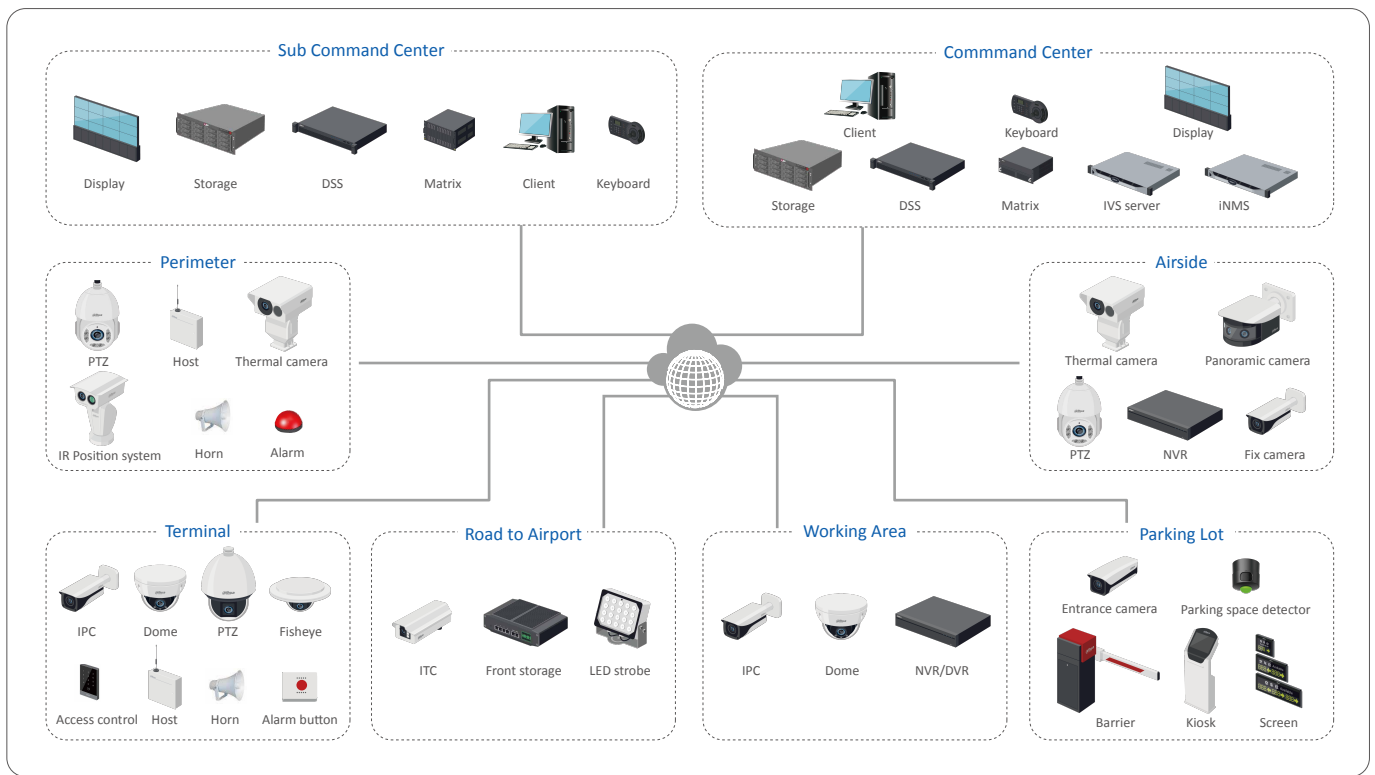 Sub Command Center
Display
Storage
DSS
Matrix
Client
Keyboard
Commmand Center
Client
Keyboard
Display
Storage
DSS
Matrix
IVS server
iNMS
Perimeter
PTZ
Host
Thermal camera
IR Position system
Horn
Alarm
Airside
Thermal camera
Panoramic camera
PTZ
NVR
Fix camera
Terminal
IPC
Dome
PTZ
Fisheye
Access control
Host
Horn
Alarm button
Road to Airport
ITC
Front storage
LED strobe
Working Area
IPC
Dome
NVR/DVR
Parking Lot
Entrance camera
Parking space detector
Barrier
Kiosk
Screen